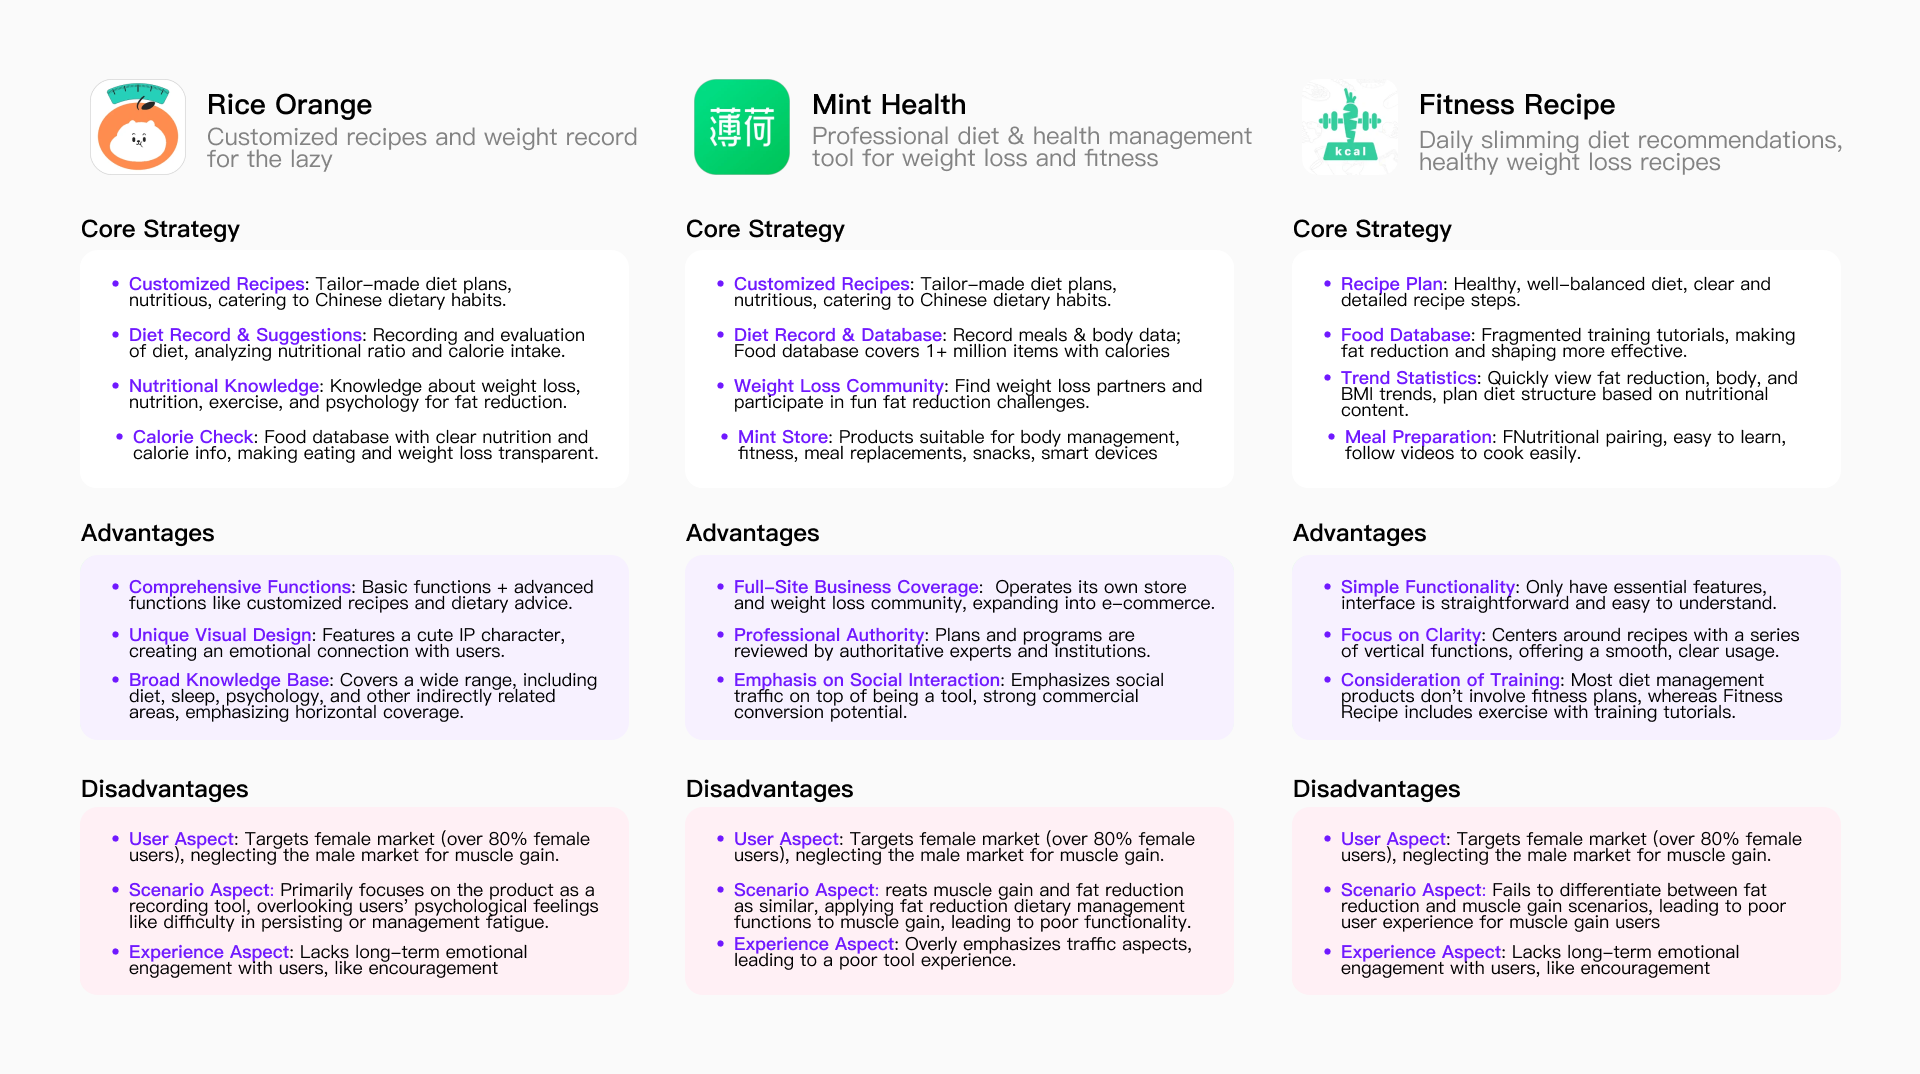 Rice Orange
Customized recipes and weight record
for the lazy
Core Strategy
• Customized Recipes: Tailor-made diet plans,
nutritious, catering to Chinese dietary habits.
• Diet Record & Suggestions: Recording and evaluation
of diet, analyzing nutritional ratio and calorie intake.
• Nutritional Knowledge: Knowledge about weight loss,
nutrition, exercise, and psychology for fat reduction.
• Calorie Check: Food database with clear nutrition and
calorie info, making eating and weight loss transparent.
Advantages
• Comprehensive Functions: Basic functions + advanced
functions like customized recipes and dietary advice.
• Unique Visual Design: Features a cute IP character,
creating an emotional connection with users.
• Broad Knowledge Base: Covers a wide range, including
diet, sleep, psychology, and other indirectly related
areas, emphasizing horizontal coverage.
Disadvantages
• User Aspect: Targets female market (over 80% female
users), neglecting the male market for muscle gain.
• Scenario Aspect: Primarily focuses on the product as a
recording tool, overlooking users' psychological feelings
like difficulty in persisting or management fatigue.
• Experience Aspect: Lacks long-term emotional
engagement with users, like encouragement
薄荷
Mint Health
Professional diet & health management
tool for weight loss and fitness
Core Strategy
• Customized Recipes: Tailor-made diet plans,
nutritious, catering to Chinese dietary habits.
• Diet Record & Database: Record meals & body data;
Food database covers 1+ million items with calories
• Weight Loss Community: Find weight loss partners and
participate in fun fat reduction challenges.
• Mint Store: Products suitable for body management,
fitness, meal replacements, snacks, smart devices
Advantages
• Full-Site Business Coverage:  Operates its own store
and weight loss community, expanding into e-commerce.
• Professional Authority: Plans and programs are
reviewed by authoritative experts and institutions.
• Emphasis on Social Interaction: Emphasizes social
traffic on top of being a tool, strong commercial
conversion potential.
Disadvantages
• User Aspect: Targets female market (over 80% female
users), neglecting the male market for muscle gain.
• Scenario Aspect: reats muscle gain and fat reduction
as similar, applying fat reduction dietary management
functions to muscle gain, leading to poor functionality.
• Experience Aspect: Overly emphasizes traffic aspects,
leading to a poor tool experience.
kcal
Fitness Recipe
Daily slimming diet recommendations,
healthy weight loss recipes
Core Strategy
• Recipe Plan: Healthy, well-balanced diet, clear and
detailed recipe steps.
• Food Database: Fragmented training tutorials, making
fat reduction and shaping more effective.
• Trend Statistics: Quickly view fat reduction, body, and
BMI trends, plan diet structure based on nutritional
content.
• Meal Preparation: FNutritional pairing, easy to learn,
follow videos to cook easily.
Advantages
• Simple Functionality: Only have essential features,
interface is straightforward and easy to understand.
• Focus on Clarity: Centers around recipes with a series
of vertical functions, offering a smooth, clear usage.
• Consideration of Training: Most diet management
products don't involve fitness plans, whereas Fitness
Recipe includes exercise with training tutorials.
Disadvantages
• User Aspect: Targets female market (over 80% female
users), neglecting the male market for muscle gain.
• Scenario Aspect: Fails to differentiate between fat
reduction and muscle gain scenarios, leading to poor
user experience for muscle gain users
• Experience Aspect: Lacks long-term emotional
engagement with users, like encouragement